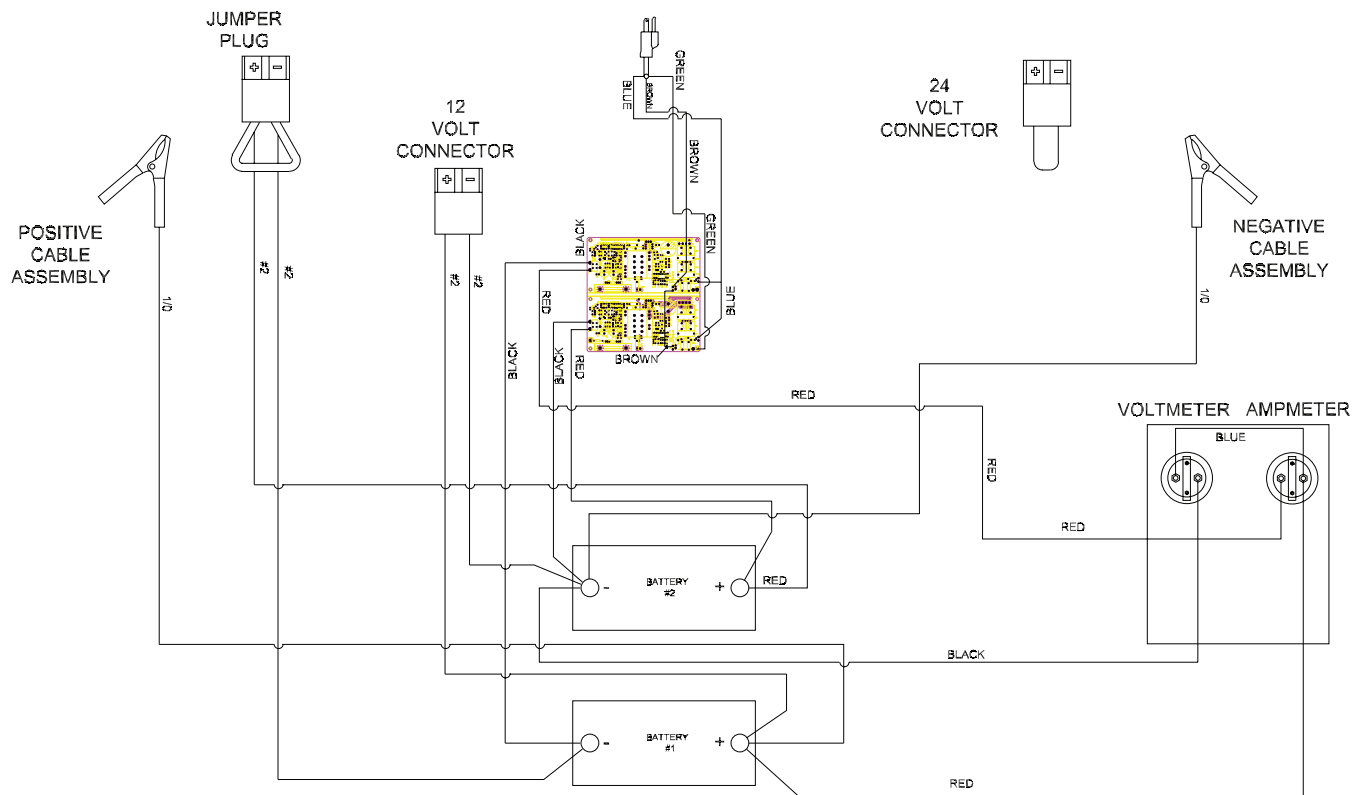 JUMPER
PLUG
+ -
12
VOLT
CONNECTOR
+ -
GREEN
BLUE
BROWN
BROWN
GREEN
24
VOLT
CONNECTOR
+ -
POSITIVE
CABLE
ASSEMBLY
NEGATIVE
CABLE
ASSEMBLY
1/0
#2
#2
#2
#2
BLACK
RED
BLACK
BLACK
RED
BLUE
BROWN
1/0
RED
RED
RED
VOLTMETER AMPMETER
BLUE
- BATTERY +
#2
RED
BLACK
- BATTERY +
#1
RED